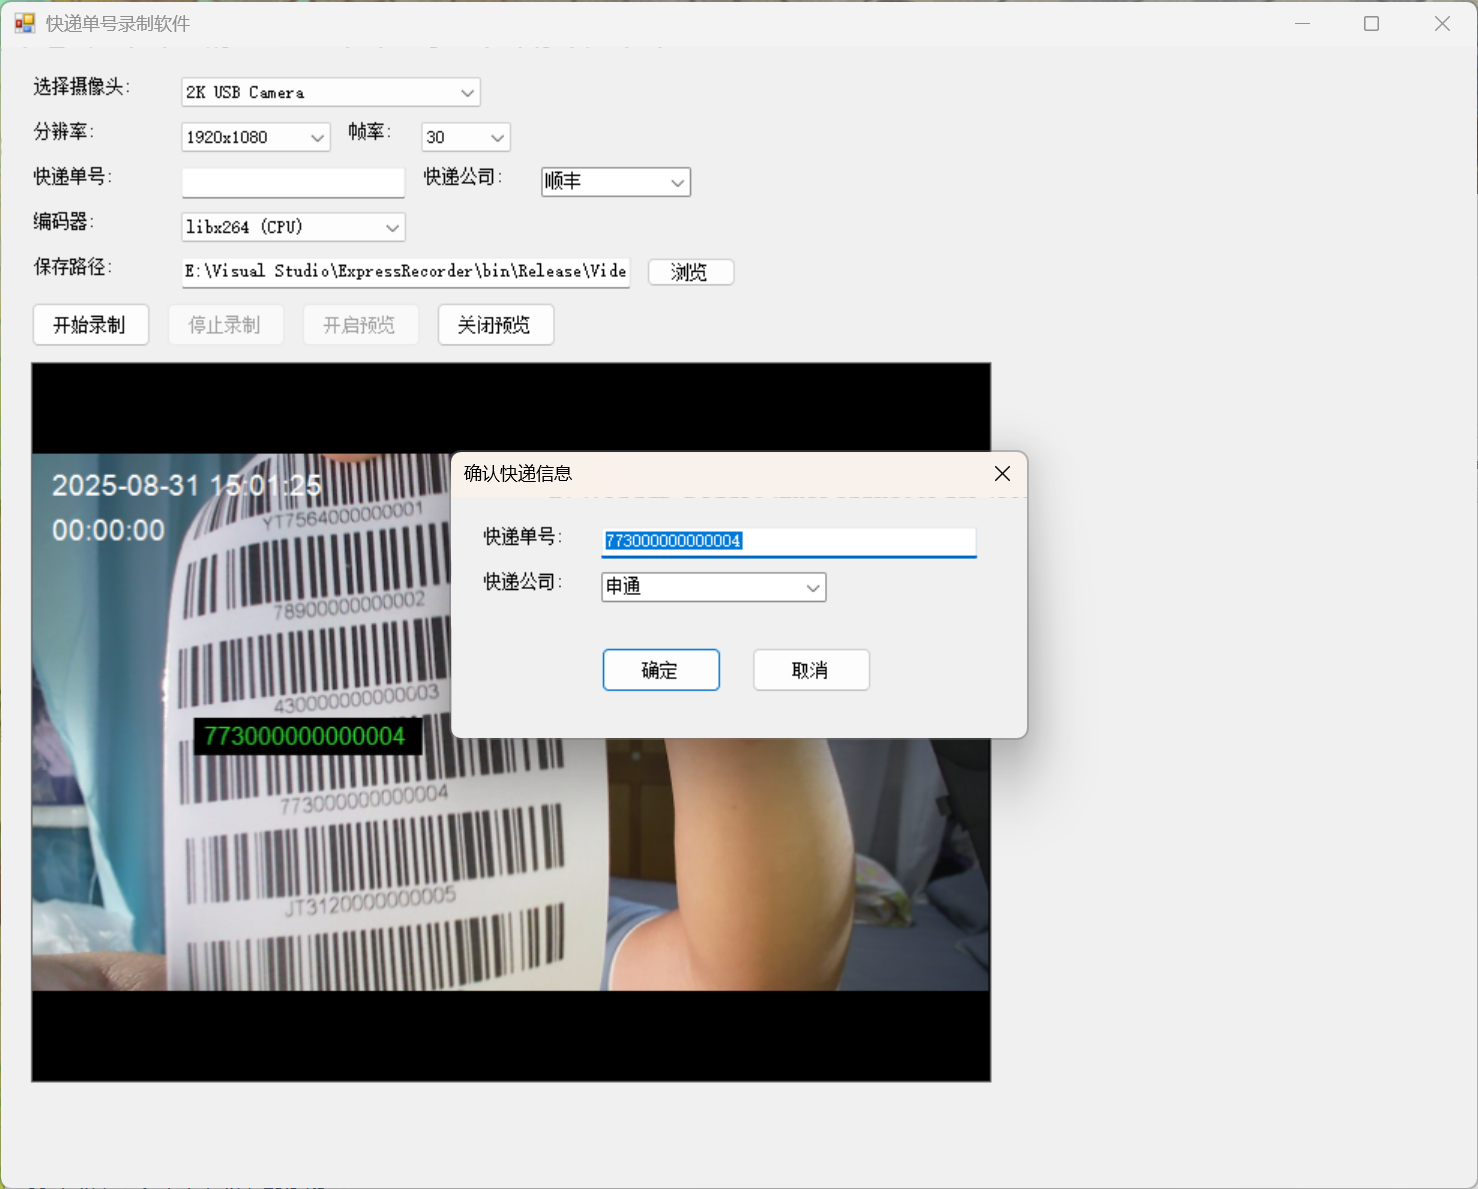 快递单号录制软件
选择摄像头:
2K USB Camera
分辨率:
1920x1080
帧率:
30
快递单号:
快递公司:
顺丰
编码器:
libx264 (CPU)
保存路径:
E:\Visual Studio\ExpressRecorder\bin\Release\Vide
浏览
开始录制
停止录制
开启预览
关闭预览
2025-08-31 15:01:25
00:00:00
YT7564000000001
78900000000002
430000000000003
773000000000004
773000000000004
JT3120000000005
确认快递信息
快递单号:
773000000000004
快递公司:
申通
确定
取消